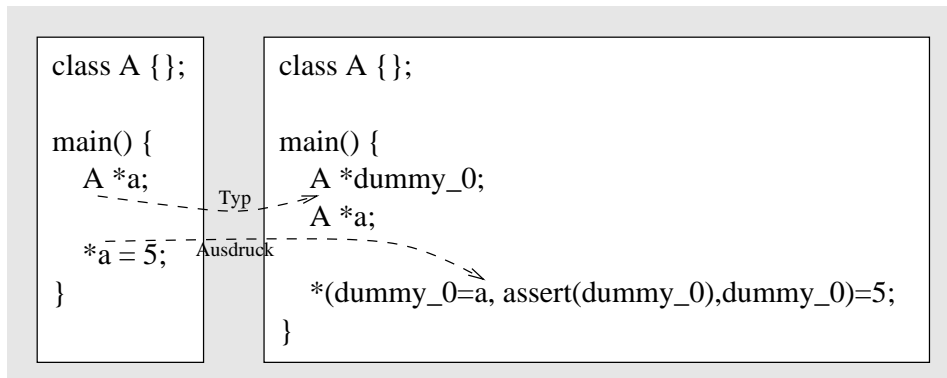 class A {};
main() {
A *a;
*a = 5;
}
Typ
Ausdruck
class A {};
main() {
A *dummy_0;
A *a;
*(dummy_0=a, assert(dummy_0),dummy_0)=5;
}